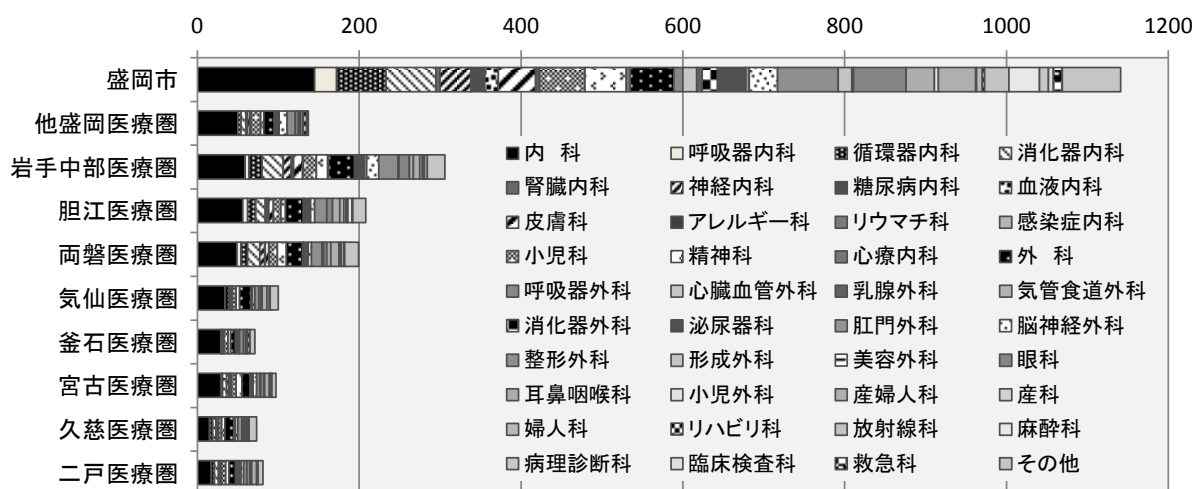 0 200 400 600 800 1000 1200
盛岡市
他盛岡医療圏
岩手中部医療圏
胆江医療圏
両磐医療圏
気仙医療圏
釜石医療圏
宮古医療圏
久慈医療圏
二戸医療圏
内 科 呼吸器内科 循環器内科 消化器内科
腎臓内科 神経内科 糖尿病内科 血液内科
皮膚科 アレルギー科 リウマチ科 感染症内科
小児科 精神科 心療内科 外 科
呼吸器外科 心臓血管外科 乳腺外科 気管食道外科
消化器外科 泌尿器科 肛門外科 脳神経外科
整形外科 形成外科 美容外科 眼科
耳鼻咽喉科 小児外科 産婦人科 産科
婦人科 リハビリ科 放射線科 麻酔科
病理診断科 臨床検査科 救急科 その他